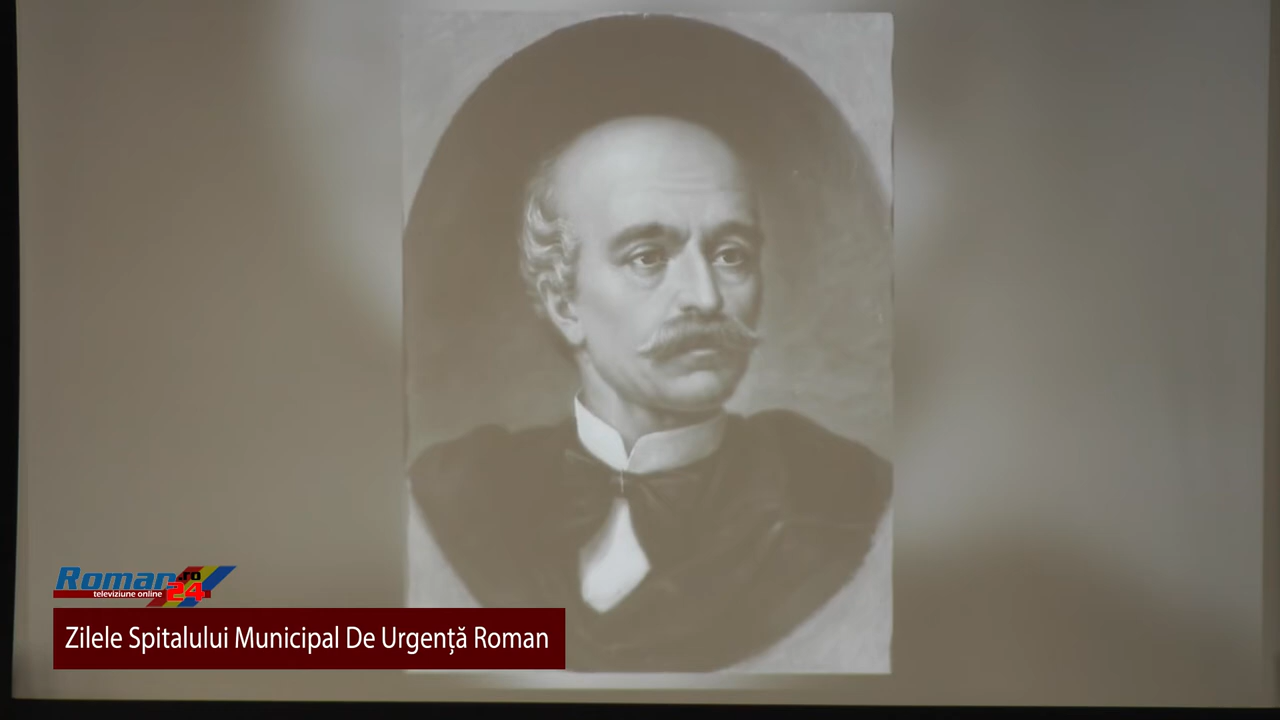 Roman .ro
televiziune online 24
Zilele Spitalului Municipal De Urgență Roman